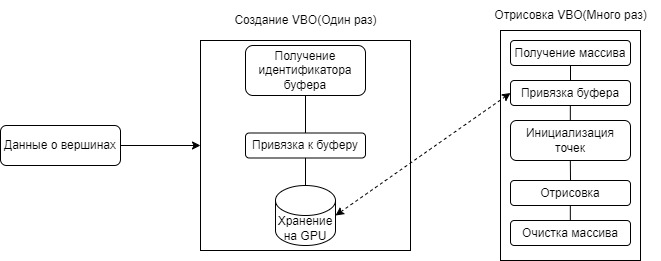 Создание VBO(Один раз)
Отрисовка VBO(Много раз)
Данные о вершинах
Получение
идентификатора
буфера
Привязка к буферу
Хранение
на GPU
Получение массива
Привязка буфера
Инициализация
точек
Отрисовка
Очистка массива